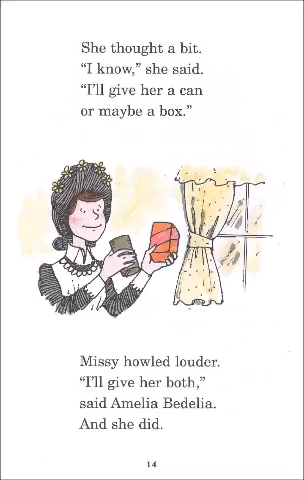 She thought a bit.
“I know,” she said.
“I’ll give her a can
or maybe a box.”
Missy howled louder.
“I’ll give her both,”
said Amelia Bedelia.
And she did.
14